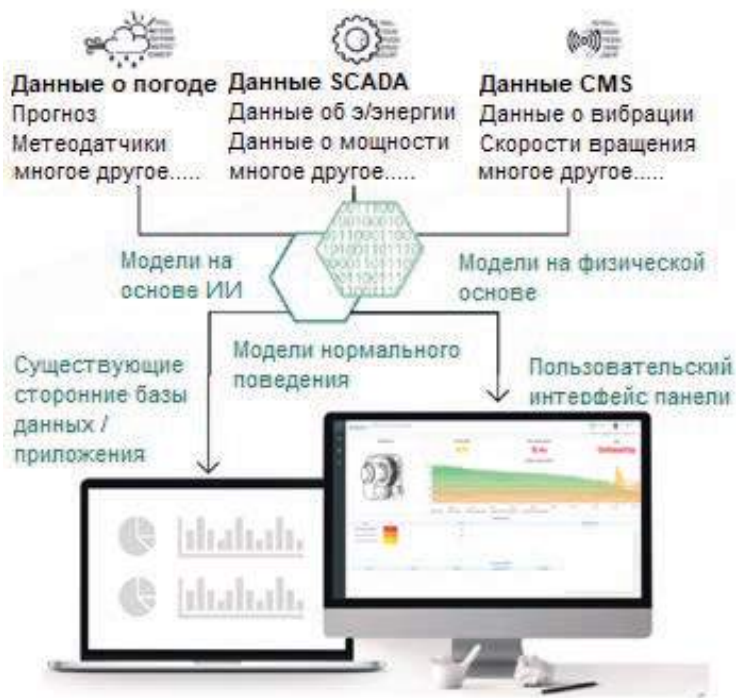 Данные о погоде
Прогноз
Метеодатчики
многое другое.....
Данные SCADA
Данные об э/энергии
Данные о мощности
многое другое.....
Данные CMS
Данные о вибрации
Скорости вращения
многое другое.....
Модели на
основе ИИ
Модели на физической
основе
Модели нормального
поведения
Существующие
сторонние базы
данных /
приложения
Пользовательский
интерфейс панели